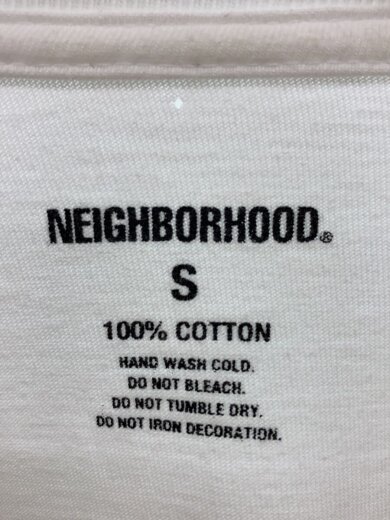 NEIGHBORHOOD®
S
100% COTTON
HAND WASH COLD.
DO NOT BLEACH.
DO NOT TUMBLE DRY.
DO NOT IRON DECORATION.